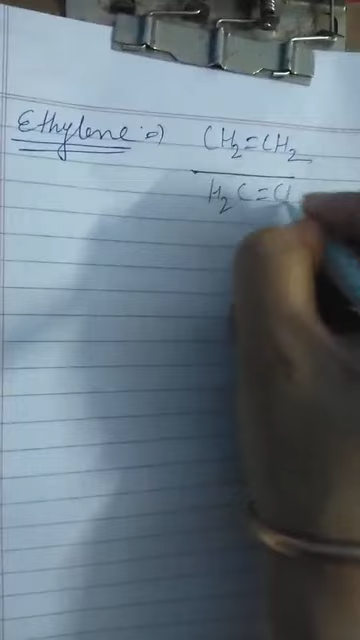 Ethylene :→ CH₂=CH₂
H₂C=C